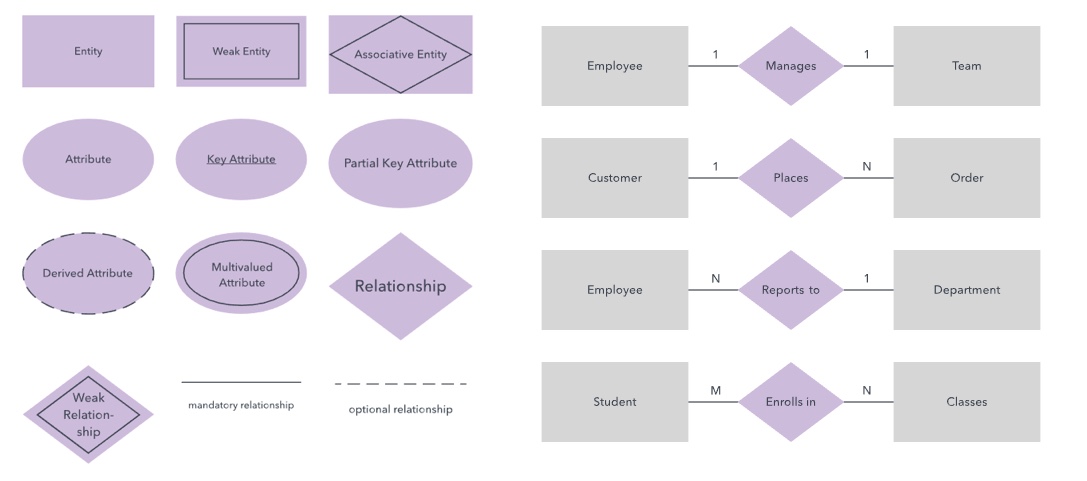 Entity
Weak Entity
Associative Entity
Attribute
Key Attribute
Partial Key Attribute
Derived Attribute
Multivalued
Attribute
Relationship
Weak
Relation-
ship
mandatory relationship
optional relationship
Employee
1
Manages
1
Team
Customer
1
Places
N
Order
Employee
N
Reports to
1
Department
Student
M
Enrolls in
N
Classes